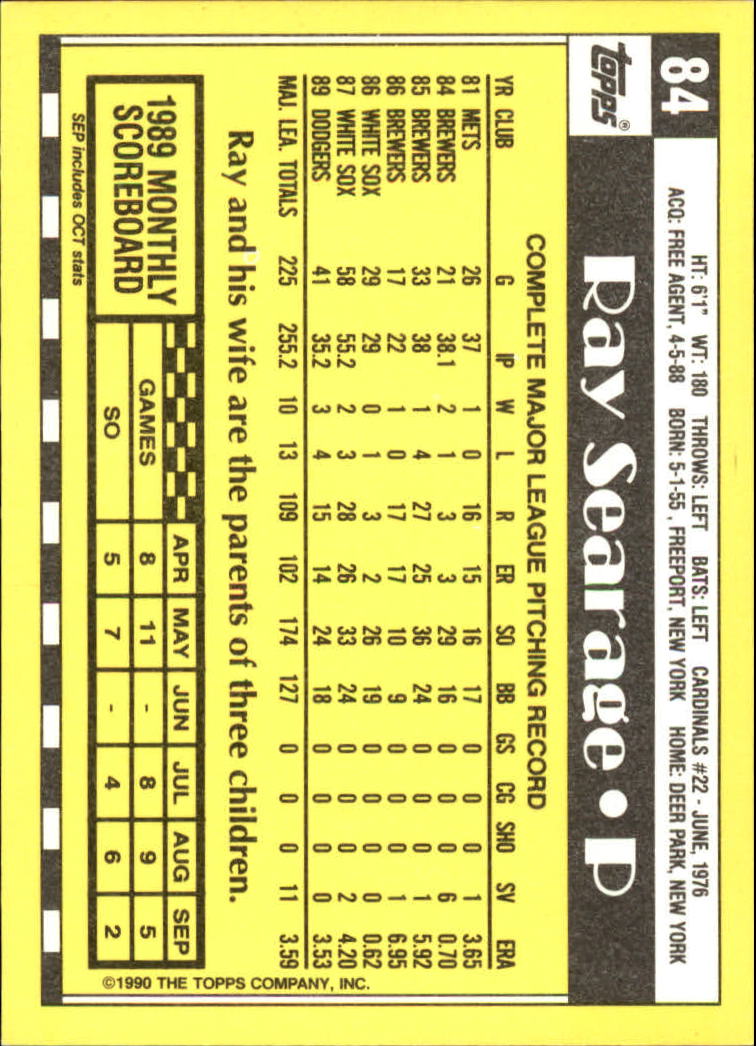 84
HT: 6'1" WT: 180 THROWS: LEFT BATS: LEFT CARDINALS #22 - JUNE, 1976
ACQ: FREE AGENT, 4-5-88 BORN: 5-1-55 , FREEPORT, NEW YORK HOME: DEER PARK, NEW YORK
topps®
Ray Searage • P
COMPLETE MAJOR LEAGUE PITCHING RECORD
YR CLUB G IP W L R ER SO BB GS CG SHO SV ERA
81 METS 26 37 1 0 16 15 16 17 0 0 0 1 3.65
84 BREWERS 21 38.1 2 1 3 3 29 16 0 0 0 6 0.70
85 BREWERS 33 38 1 4 27 25 36 24 0 0 0 1 5.92
86 BREWERS 17 22 1 0 17 17 10 9 0 0 0 1 6.95
86 WHITE SOX 29 29 0 1 3 2 26 19 0 0 0 0 0.62
87 WHITE SOX 58 55.2 2 3 28 26 33 24 0 0 0 2 4.20
89 DODGERS 41 35.2 3 4 15 14 24 18 0 0 0 0 3.53
MAJ. LEA. TOTALS 225 255.2 10 13 109 102 174 127 0 0 0 11 3.59
Ray and his wife are the parents of three children.
1989 MONTHLY
SCOREBOARD
SEP includes OCT stats
APR MAY JUN JUL AUG SEP
GAMES 8 11 - 8 9 5
SO 5 7 - 4 6 2
©1990 THE TOPPS COMPANY, INC.